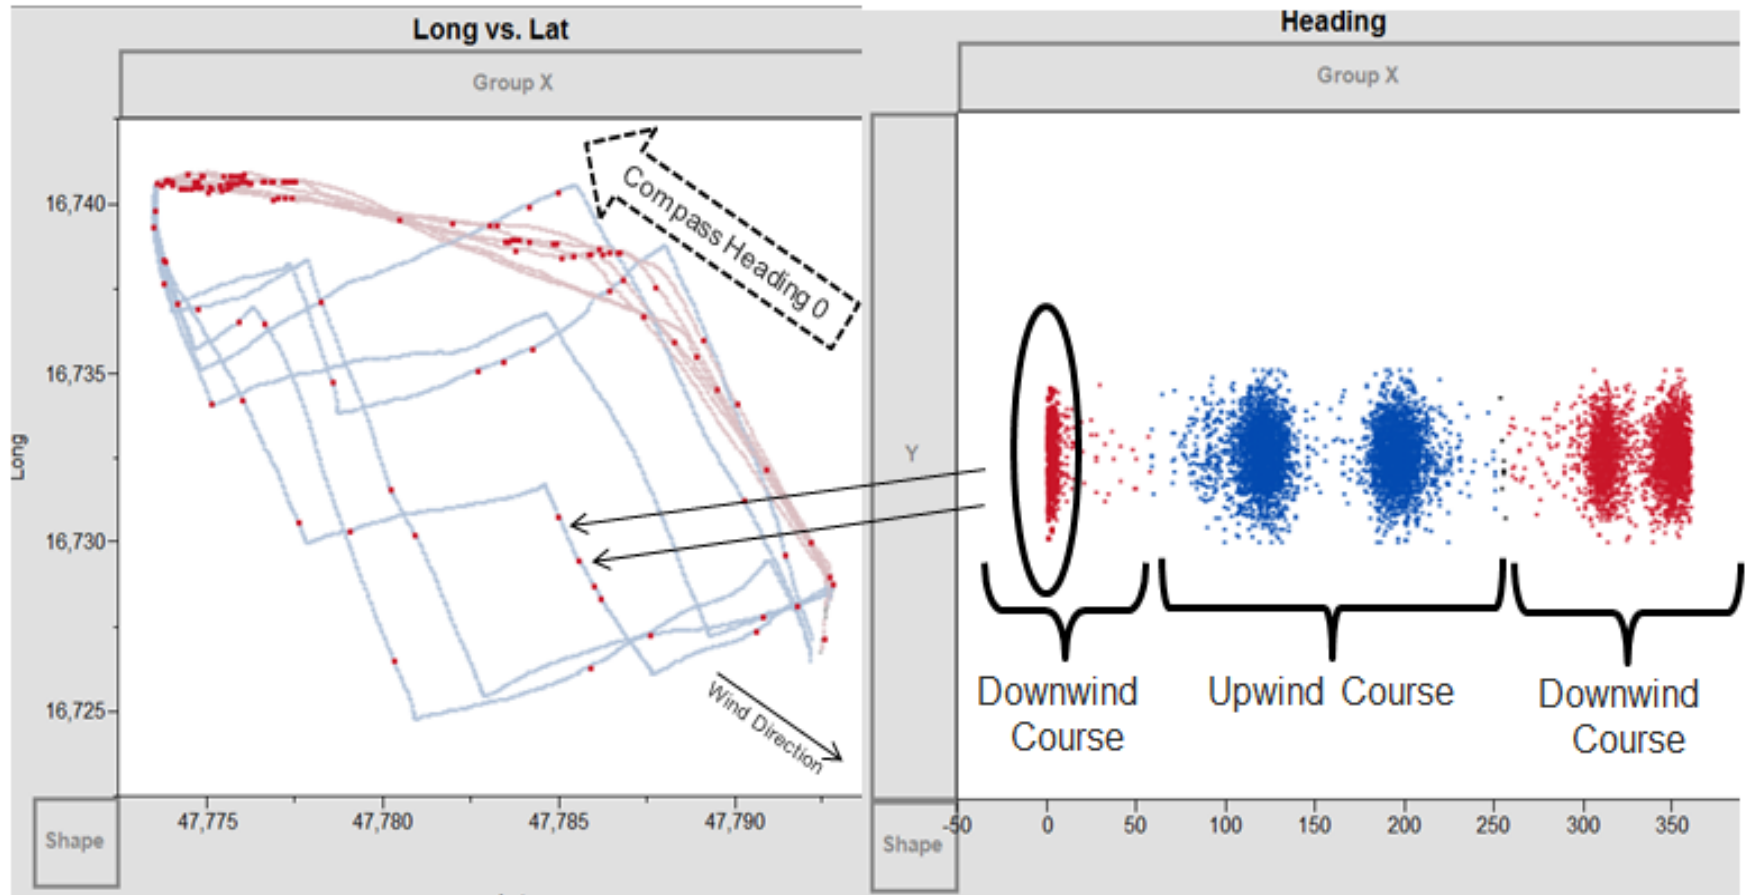 Long vs. Lat
Group X
Compass Heading 0
16,740
16,735
16,730
16,725
Long
Wind Direction
47,775
47,780
47,785
47,790
Shape
Heading
Group X
Y
Downwind
Course
Upwind Course
Downwind
Course
-50
0
50
100
150
200
250
300
350
Shape